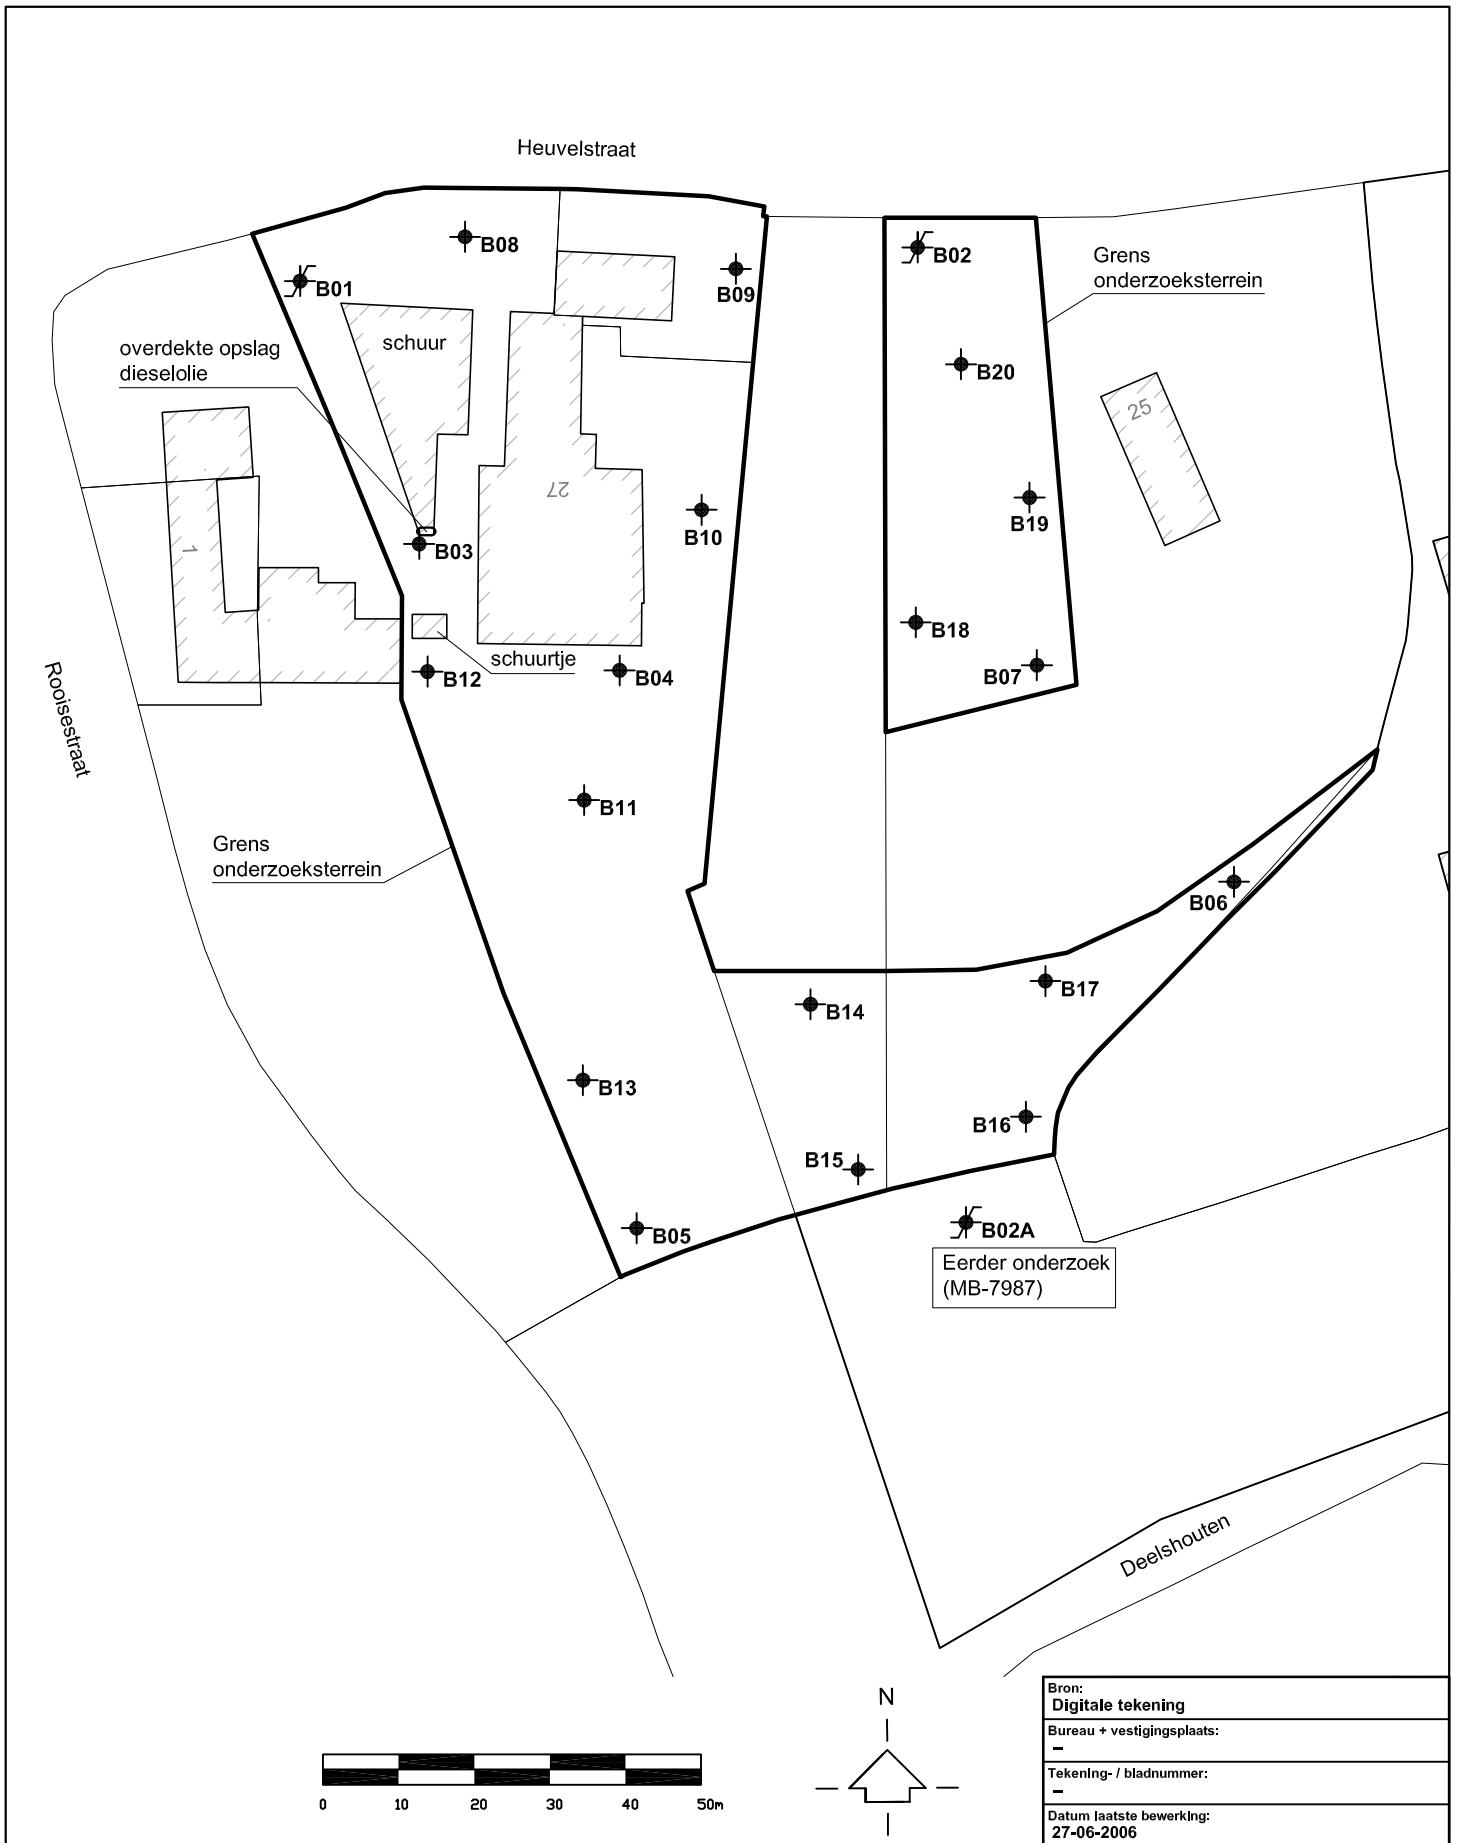 Heuvelstraat
B08
B02
B09
B01
Grens
onderzoeksterrein
overdekte opslag
dieselolie
schuur
B20
25
27
B19
B10
1
B03
B18
schuurtje
B12
B04
B07
Rooisestraat
B11
Grens
onderzoeksterrein
B06
B17
B14
B13
B16
B15
B05
B02A
Eerder onderzoek
(MB-7987)
Deelshouten
N
0 10 20 30 40 50m
Bron:
Digitale tekening
Bureau + vestigingsplaats:
–
Tekening- / bladnummer:
–
Datum laatste bewerking:
27-06-2006